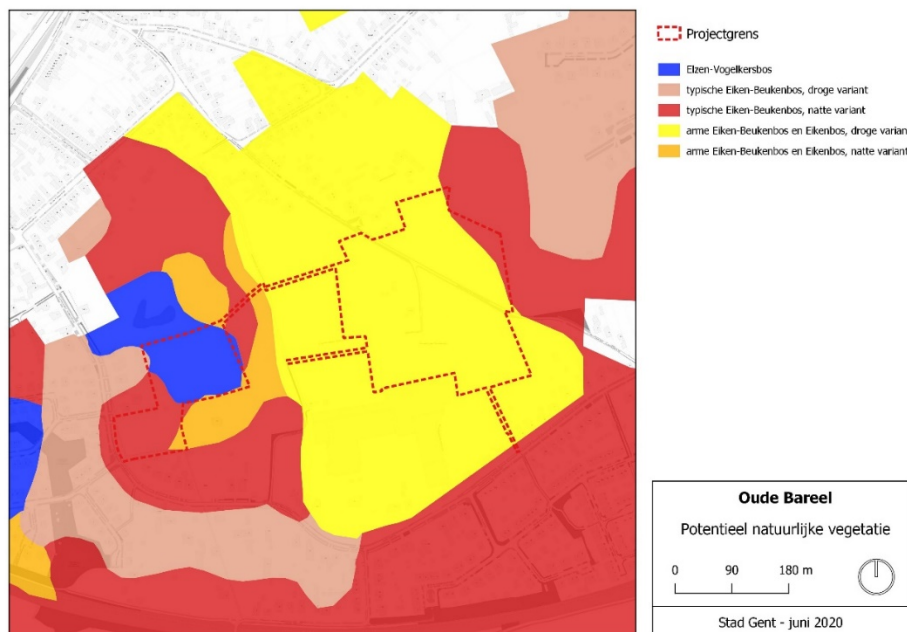 Projectgrens
Elzen-Vogelkersbos
typische Eiken-Beukenbos, droge variant
typische Eiken-Beukenbos, natte variant
arme Eiken-Beukenbos en Eikenbos, droge varian
arme Eiken-Beukenbos en Eikenbos, natte variant
Oude Bareel
Potentieel natuurlijke vegetatie
0 90 180 m
Stad Gent - juni 2020